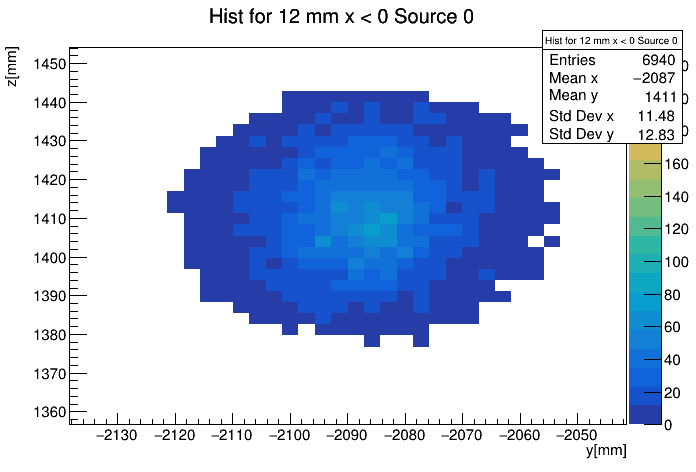 Hist for 12 mm x < 0 Source 0
z[mm]
Hist for 12 mm x < 0 Source 0
Entries 6940
Mean x −2087
Mean y 1411
Std Dev x 11.48
Std Dev y 12.83
1450
1440
1430
1420
1410
1400
1390
1380
1370
1360
160
140
120
100
80
60
40
20
0
−2130 −2120 −2110 −2100 −2090 −2080 −2070 −2060 −2050
y[mm]